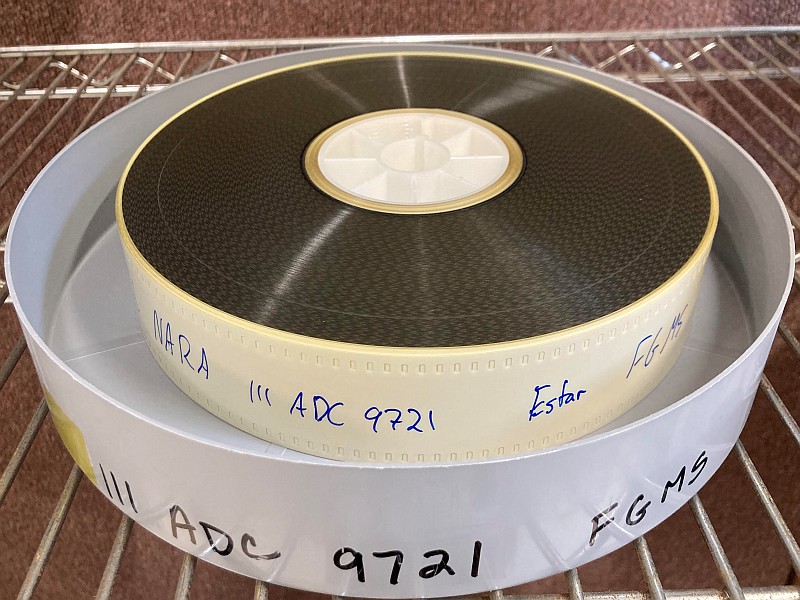 NARA 111 ADC 9721 Estar FGMS
111 ADC 9721 FGMS